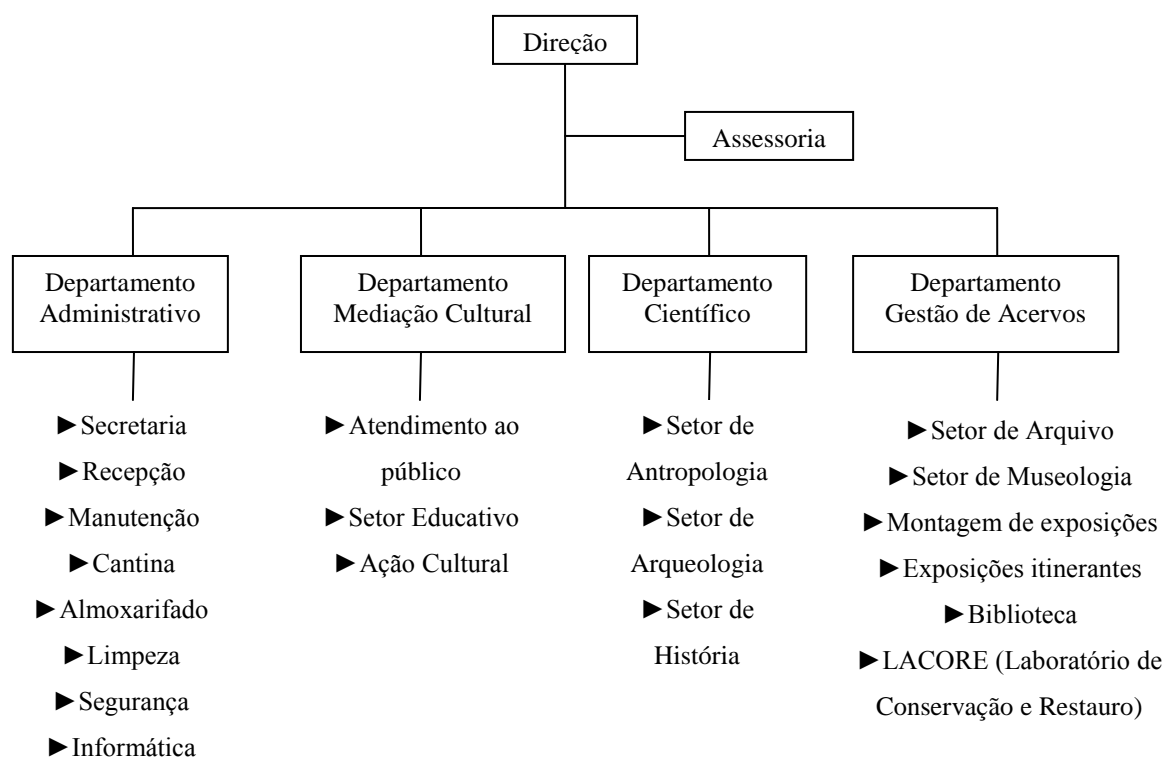 Direção
Assessoria
Departamento
Administrativo
►Secretaria
►Recepção
►Manutenção
►Cantina
►Almoxarifado
►Limpeza
►Segurança
►Informática
Departamento
Mediação Cultural
►Atendimento ao
público
►Setor Educativo
►Ação Cultural
Departamento
Científico
►Setor de
Antropologia
►Setor de
Arqueologia
►Setor de
História
Departamento
Gestão de Acervos
►Setor de Arquivo
►Setor de Museologia
►Montagem de exposições
►Exposições itinerantes
►Biblioteca
►LACORE (Laboratório de
Conservação e Restauro)